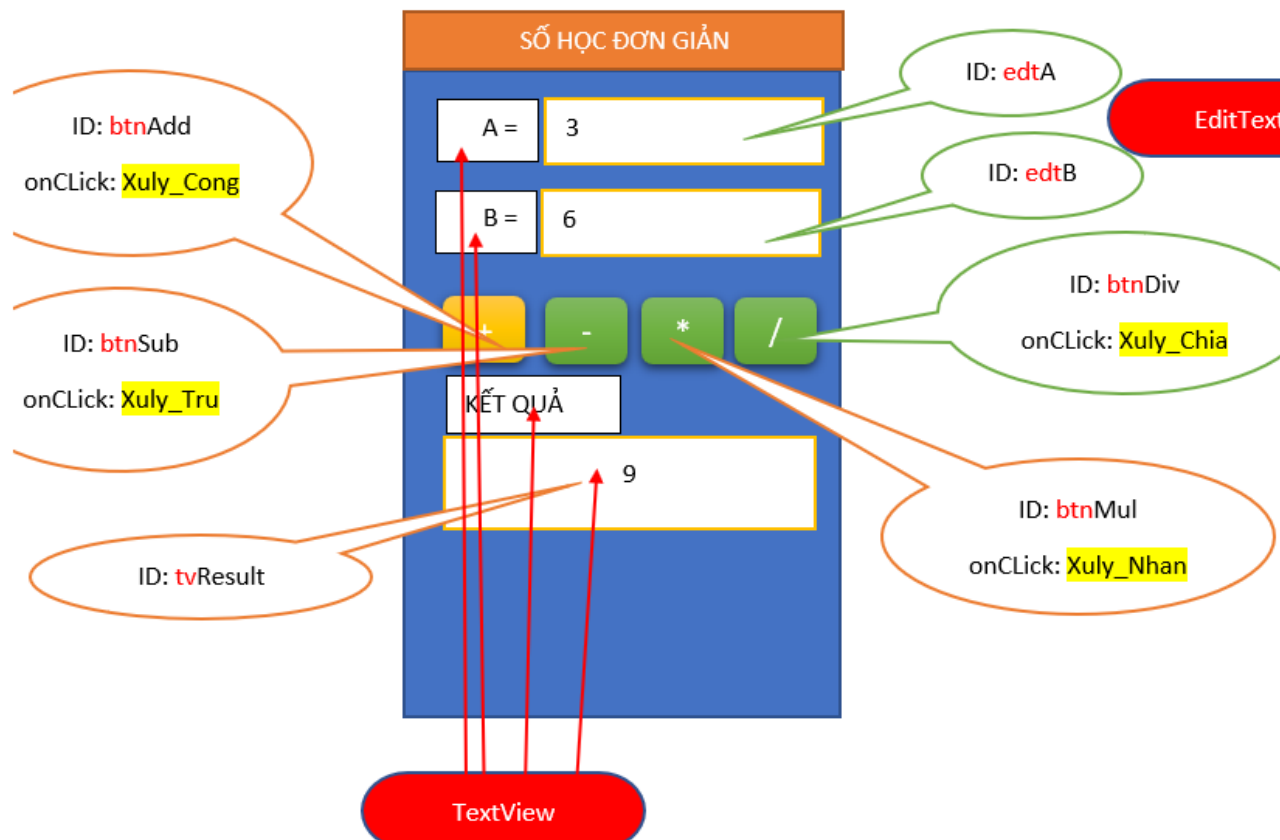 SỐ HỌC ĐƠN GIẢN
ID: edtA
EditText
A =
3
ID: btnAdd
onCLick: Xuly_Cong
ID: edtB
B =
6
ID: btnDiv
onCLick: Xuly_Chia
+
-
*
/
ID: btnSub
onCLick: Xuly_Tru
KẾT QUẢ
9
ID: btnMul
onCLick: Xuly_Nhan
ID: tvResult
TextView